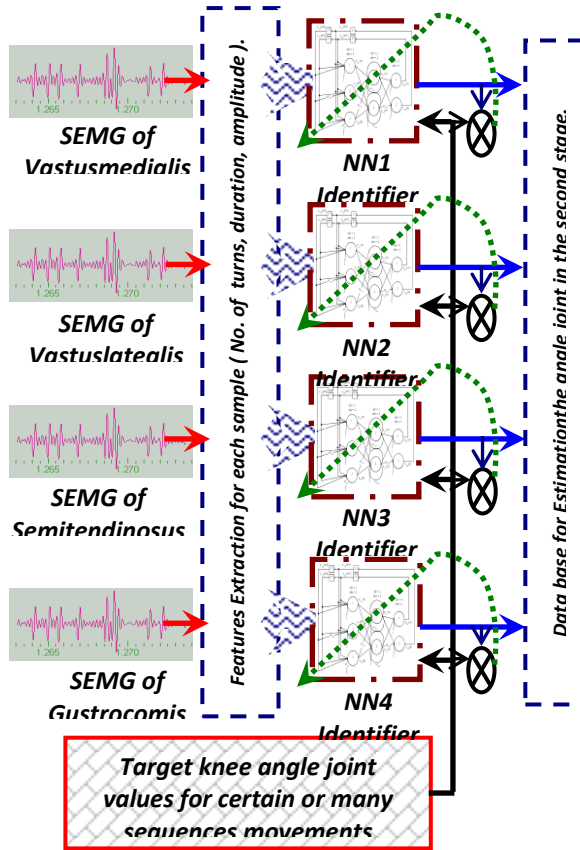 1.265 1.270
SEMG of
Vastusmedialis
1.265 1.270
SEMG of
Vastuslatealis
1.265 1.270
SEMG of
Semitendinosus
1.265 1.270
SEMG of
Gustrocomis
Features Extraction for each sample ( No. of turns, duration, amplitude ).
NN1
Identifier
NN2
Identifier
NN3
Identifier
NN4
Identifier
Data base for Estimationthe angle joint in the second stage.
Target knee angle joint
values for certain or many
sequences movements